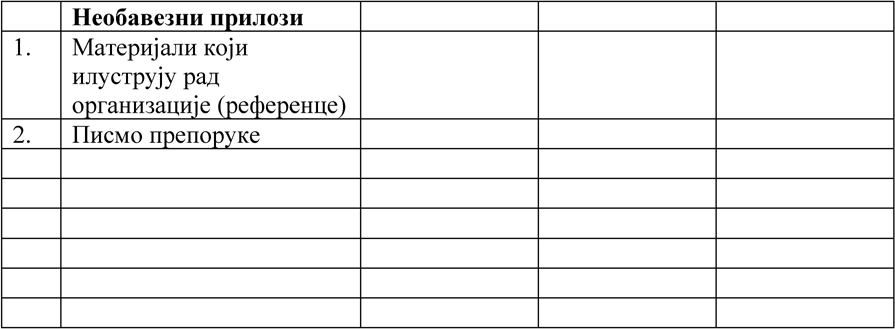 Необавезни прилози
1. Материјали који
илуструју рад
организације (референце)
2. Писмо препоруке